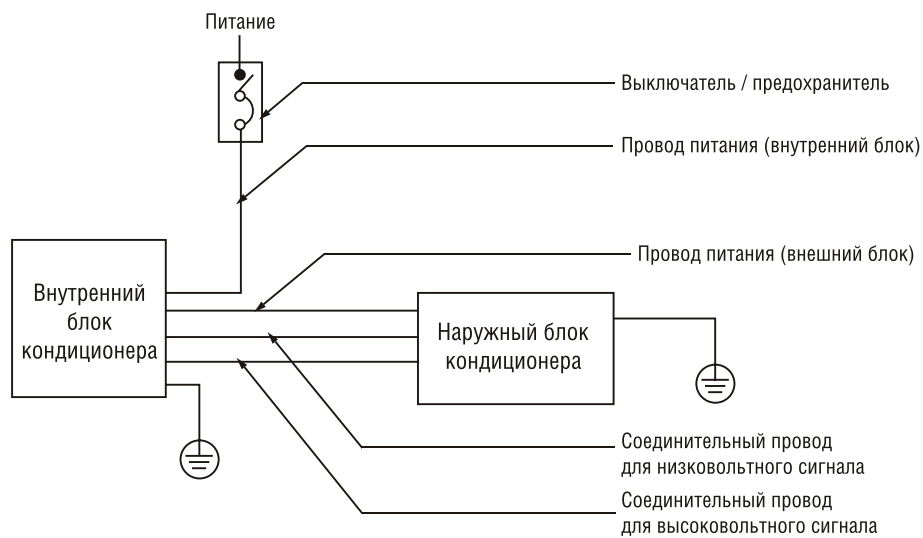 Питание
Выключатель / предохранитель
Провод питания (внутренний блок)
Провод питания (внешний блок)
Внутренний
блок
кондиционера
Наружный блок
кондиционера
Соединительный провод
для низковольтного сигнала
Соединительный провод
для высоковольтного сигнала